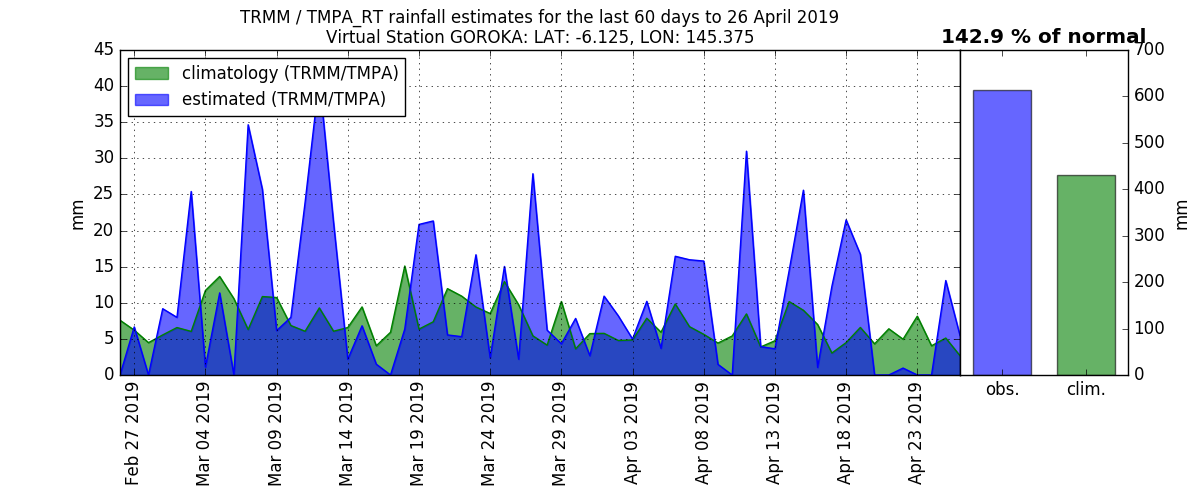 TRMM / TMPA_RT rainfall estimates for the last 60 days to 26 April 2019
Virtual Station GOROKA: LAT: -6.125, LON: 145.375
142.9 % of normal
climatology (TRMM/TMPA)
estimated (TRMM/TMPA)
45
40
35
30
25
20
15
10
5
0
mm
Feb 27 2019
Mar 04 2019
Mar 09 2019
Mar 14 2019
Mar 19 2019
Mar 24 2019
Mar 29 2019
Apr 03 2019
Apr 08 2019
Apr 13 2019
Apr 18 2019
Apr 23 2019
700
600
500
400
300
200
100
0
mm
obs.
clim.